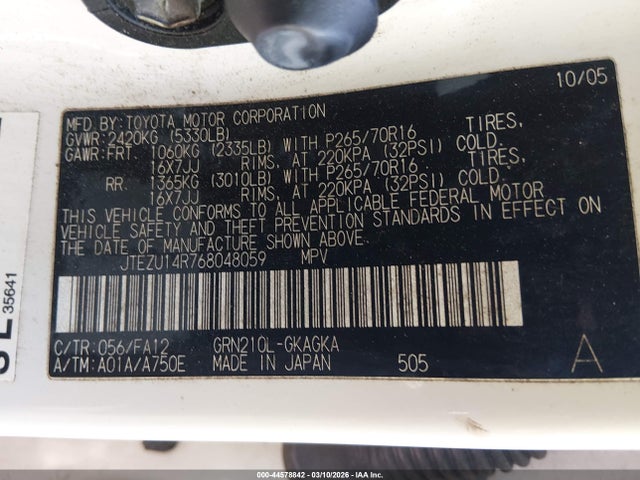 10/05
MFD. BY: TOYOTA MOTOR CORPORATION
GVWR: 2420KG (5330LB)
GAWR: FRT. 1060KG (2335LB) WITH P265/70R16 TIRES,
16X7JJ RIMS, AT 220KPA (32PSI) COLD.
RR. 1365KG (3010LB) WITH P265/70R16 TIRES,
16X7JJ RIMS, AT 220KPA (32PSI) COLD.
THIS VEHICLE CONFORMS TO ALL APPLICABLE FEDERAL MOTOR
VEHICLE SAFETY AND THEFT PREVENTION STANDARDS IN EFFECT ON
THE DATE OF MANUFACTURE SHOWN ABOVE.
JTEZU14R768048059 MPV
C/TR: 056/FA12 GRN210L-GKAGKA
A/TM: A01A/A750E MADE IN JAPAN 505 A
35641
000-44578842 / 03/10/2026 - IAA Inc.